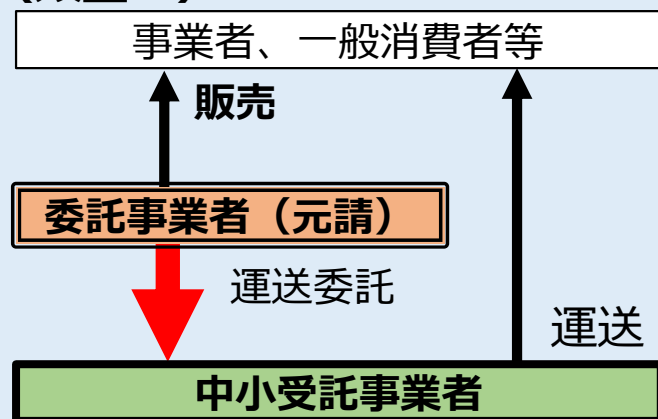 事業者、一般消費者等
販売
委託事業者（元請）
運送委託
運送
中小受託事業者